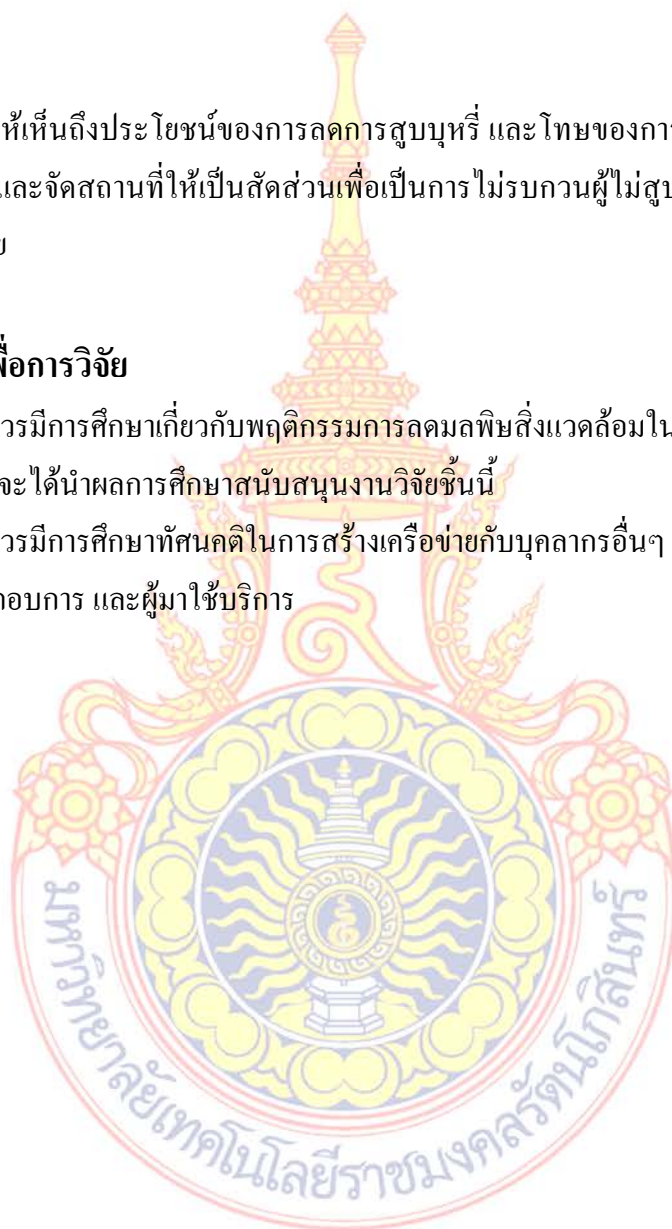 ห้เห็นถึงประโยชน์ของการลดการสูบบุหรี่ และโทษของการ
และจัดสถานที่ให้เป็นสัดส่วนเพื่อเป็นการไม่รบกวนผู้ไม่สูบ
ย
พื่อการวิจัย
วรมีการศึกษาเกี่ยวกับพฤติกรรมการลดมลพิษสิ่งแวดล้อมใน
จะได้นำผลการศึกษาสนับสนุนงานวิจัยชิ้นนี้
วรมีการศึกษาทัศนคติในการสร้างเครือข่ายกับบุคลากรอื่นๆ
กอบการ และผู้มาใช้บริการ
มหาวิทยาลัยเทคโนโลยีราชมงคลรัตนโกสินทร์